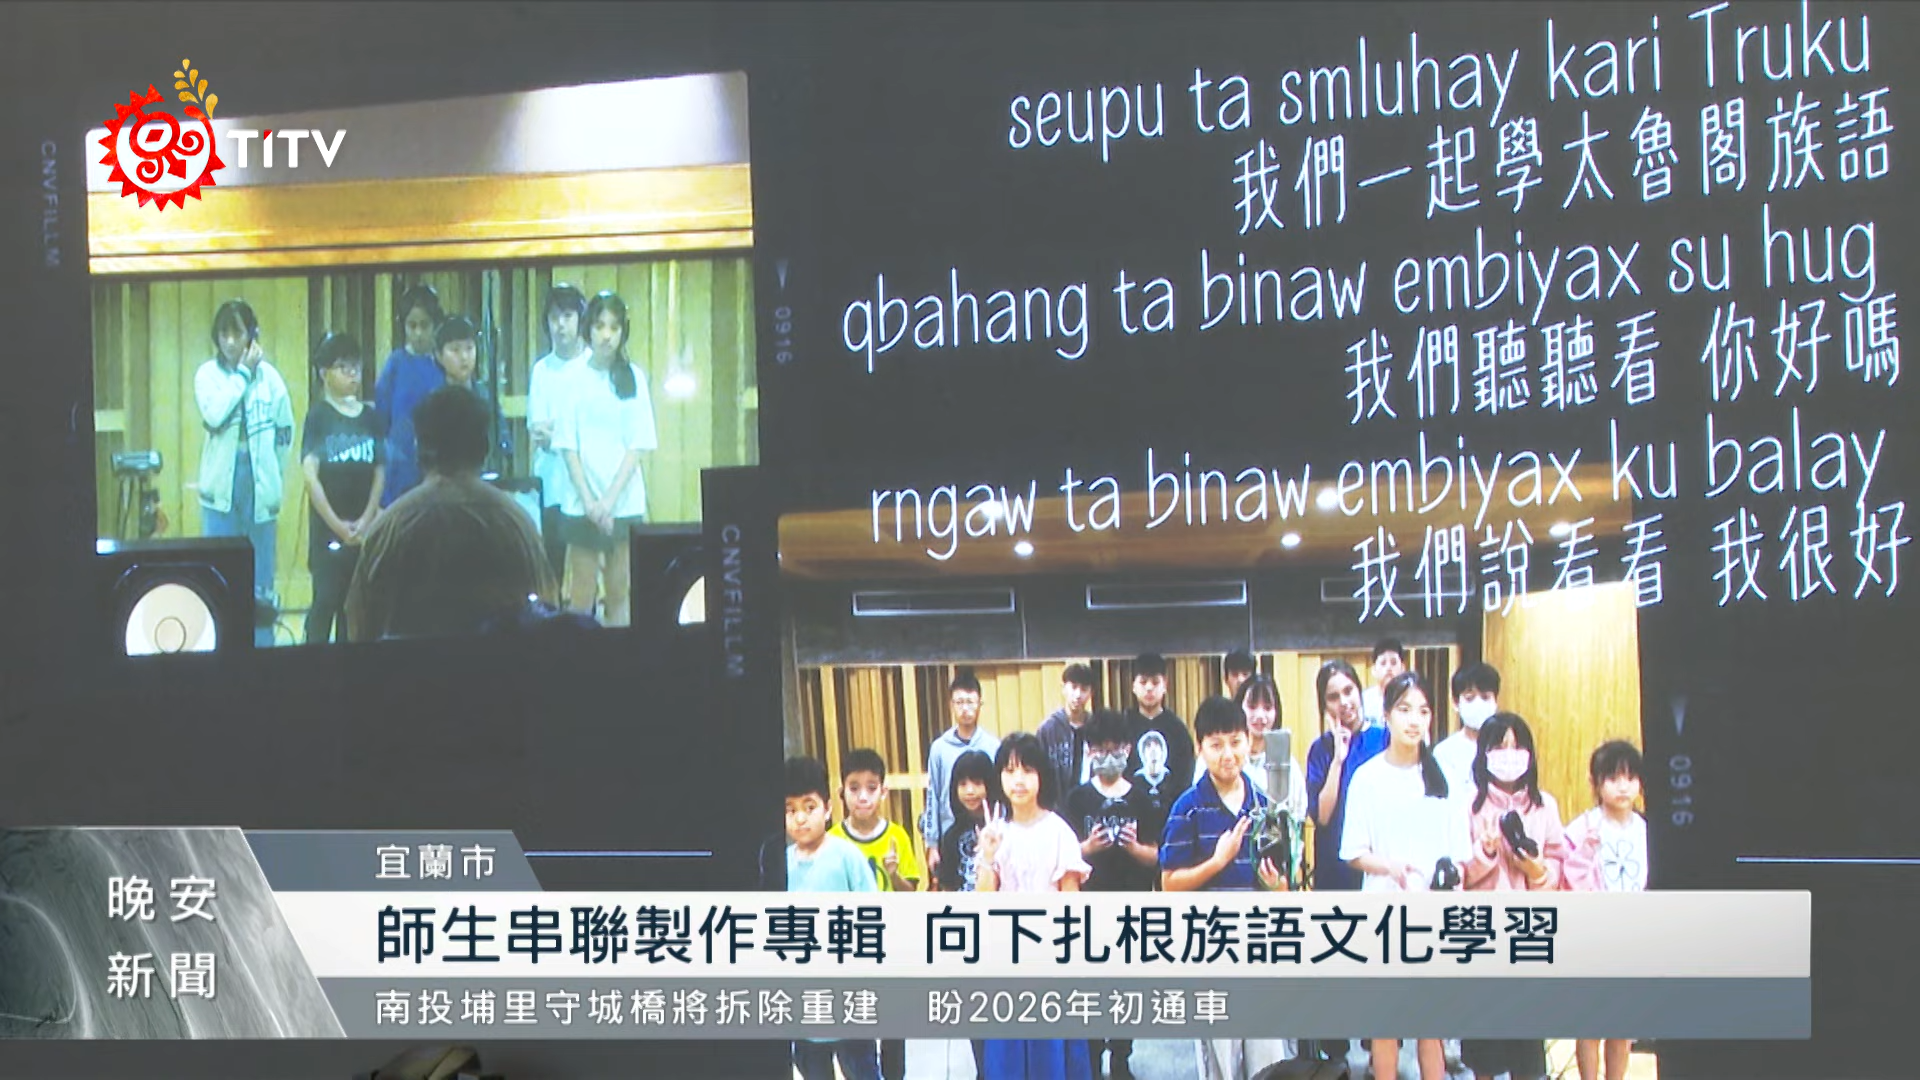 TiTV
CNVFILLM
seupu ta smluhay kari Truku
我們一起學太魯閣族語
qbahang ta binaw embiyax su hug
我們聽聽看 你好嗎
rngaw ta binaw embiyax ku balay
我們說看看 我很好
0916
CNVFILLM
0916
宜蘭市
晚安
新聞
師生串聯製作專輯 向下扎根族語文化學習
南投埔里守城橋將拆除重建 盼2026年初通車